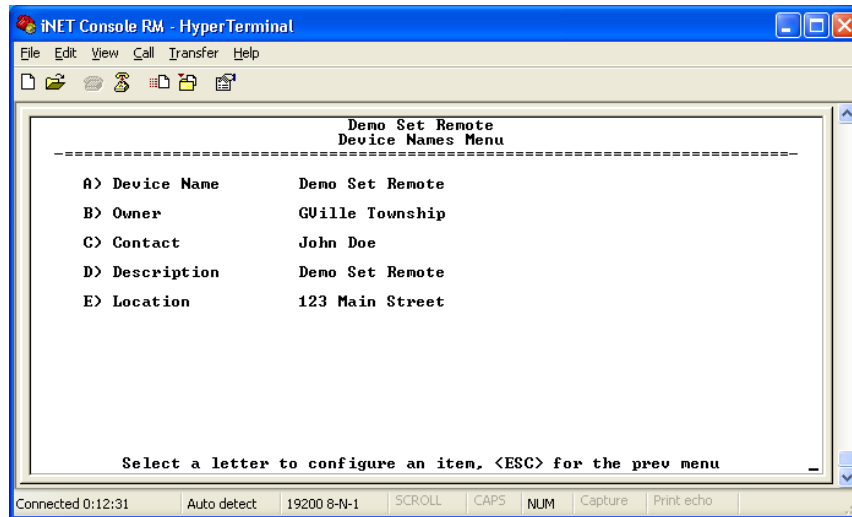 iNET Console RM - HyperTerminal
File Edit View Call Transfer Help
Demo Set Remote
Device Names Menu
-==============================================================================-
A) Device Name Demo Set Remote
B) Owner GVille Township
C) Contact John Doe
D) Description Demo Set Remote
E) Location 123 Main Street
Select a letter to configure an item, <ESC> for the prev menu _
Connected 0:12:31 Auto detect 19200 8-N-1 SCROLL CAPS NUM Capture Print echo